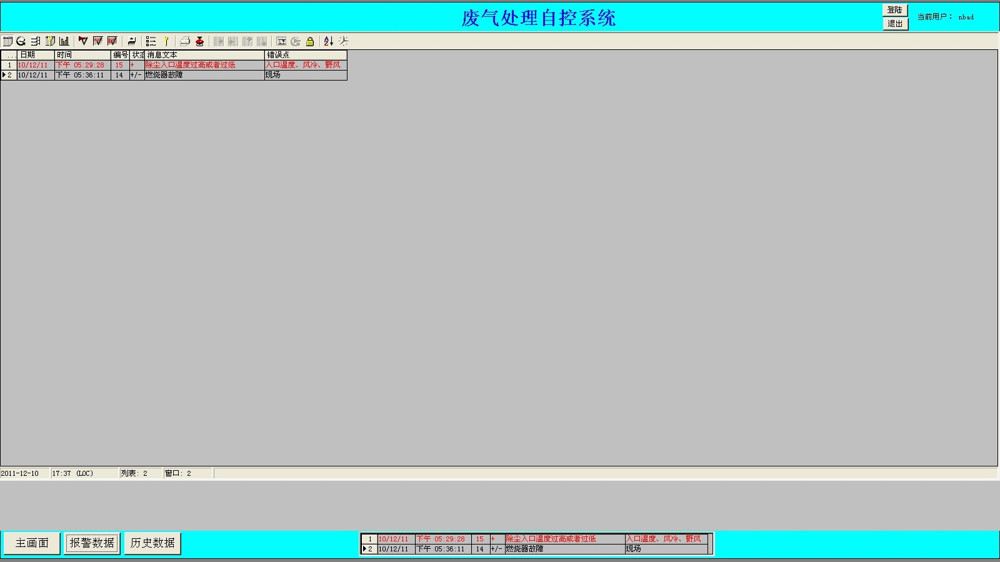 废气处理自控系统
登陆
退出
当前用户： nbad
... 日期 时间 编号 状态 消息文本 错误点
1 10/12/11 下午 05:29:28 15 + 除尘入口温度过高或者过低 入口温度、风冷、野风
2 10/12/11 下午 05:36:11 14 +/- 燃烧器故障 现场
2011-12-10 17:37 (LOC) 列表: 2 窗口: 2
主画面 报警数据 历史数据
1 10/12/11 下午 05:29:28 15 + 除尘入口温度过高或者过低 入口温度、风冷、野风
2 10/12/11 下午 05:36:11 14 +/- 燃烧器故障 现场